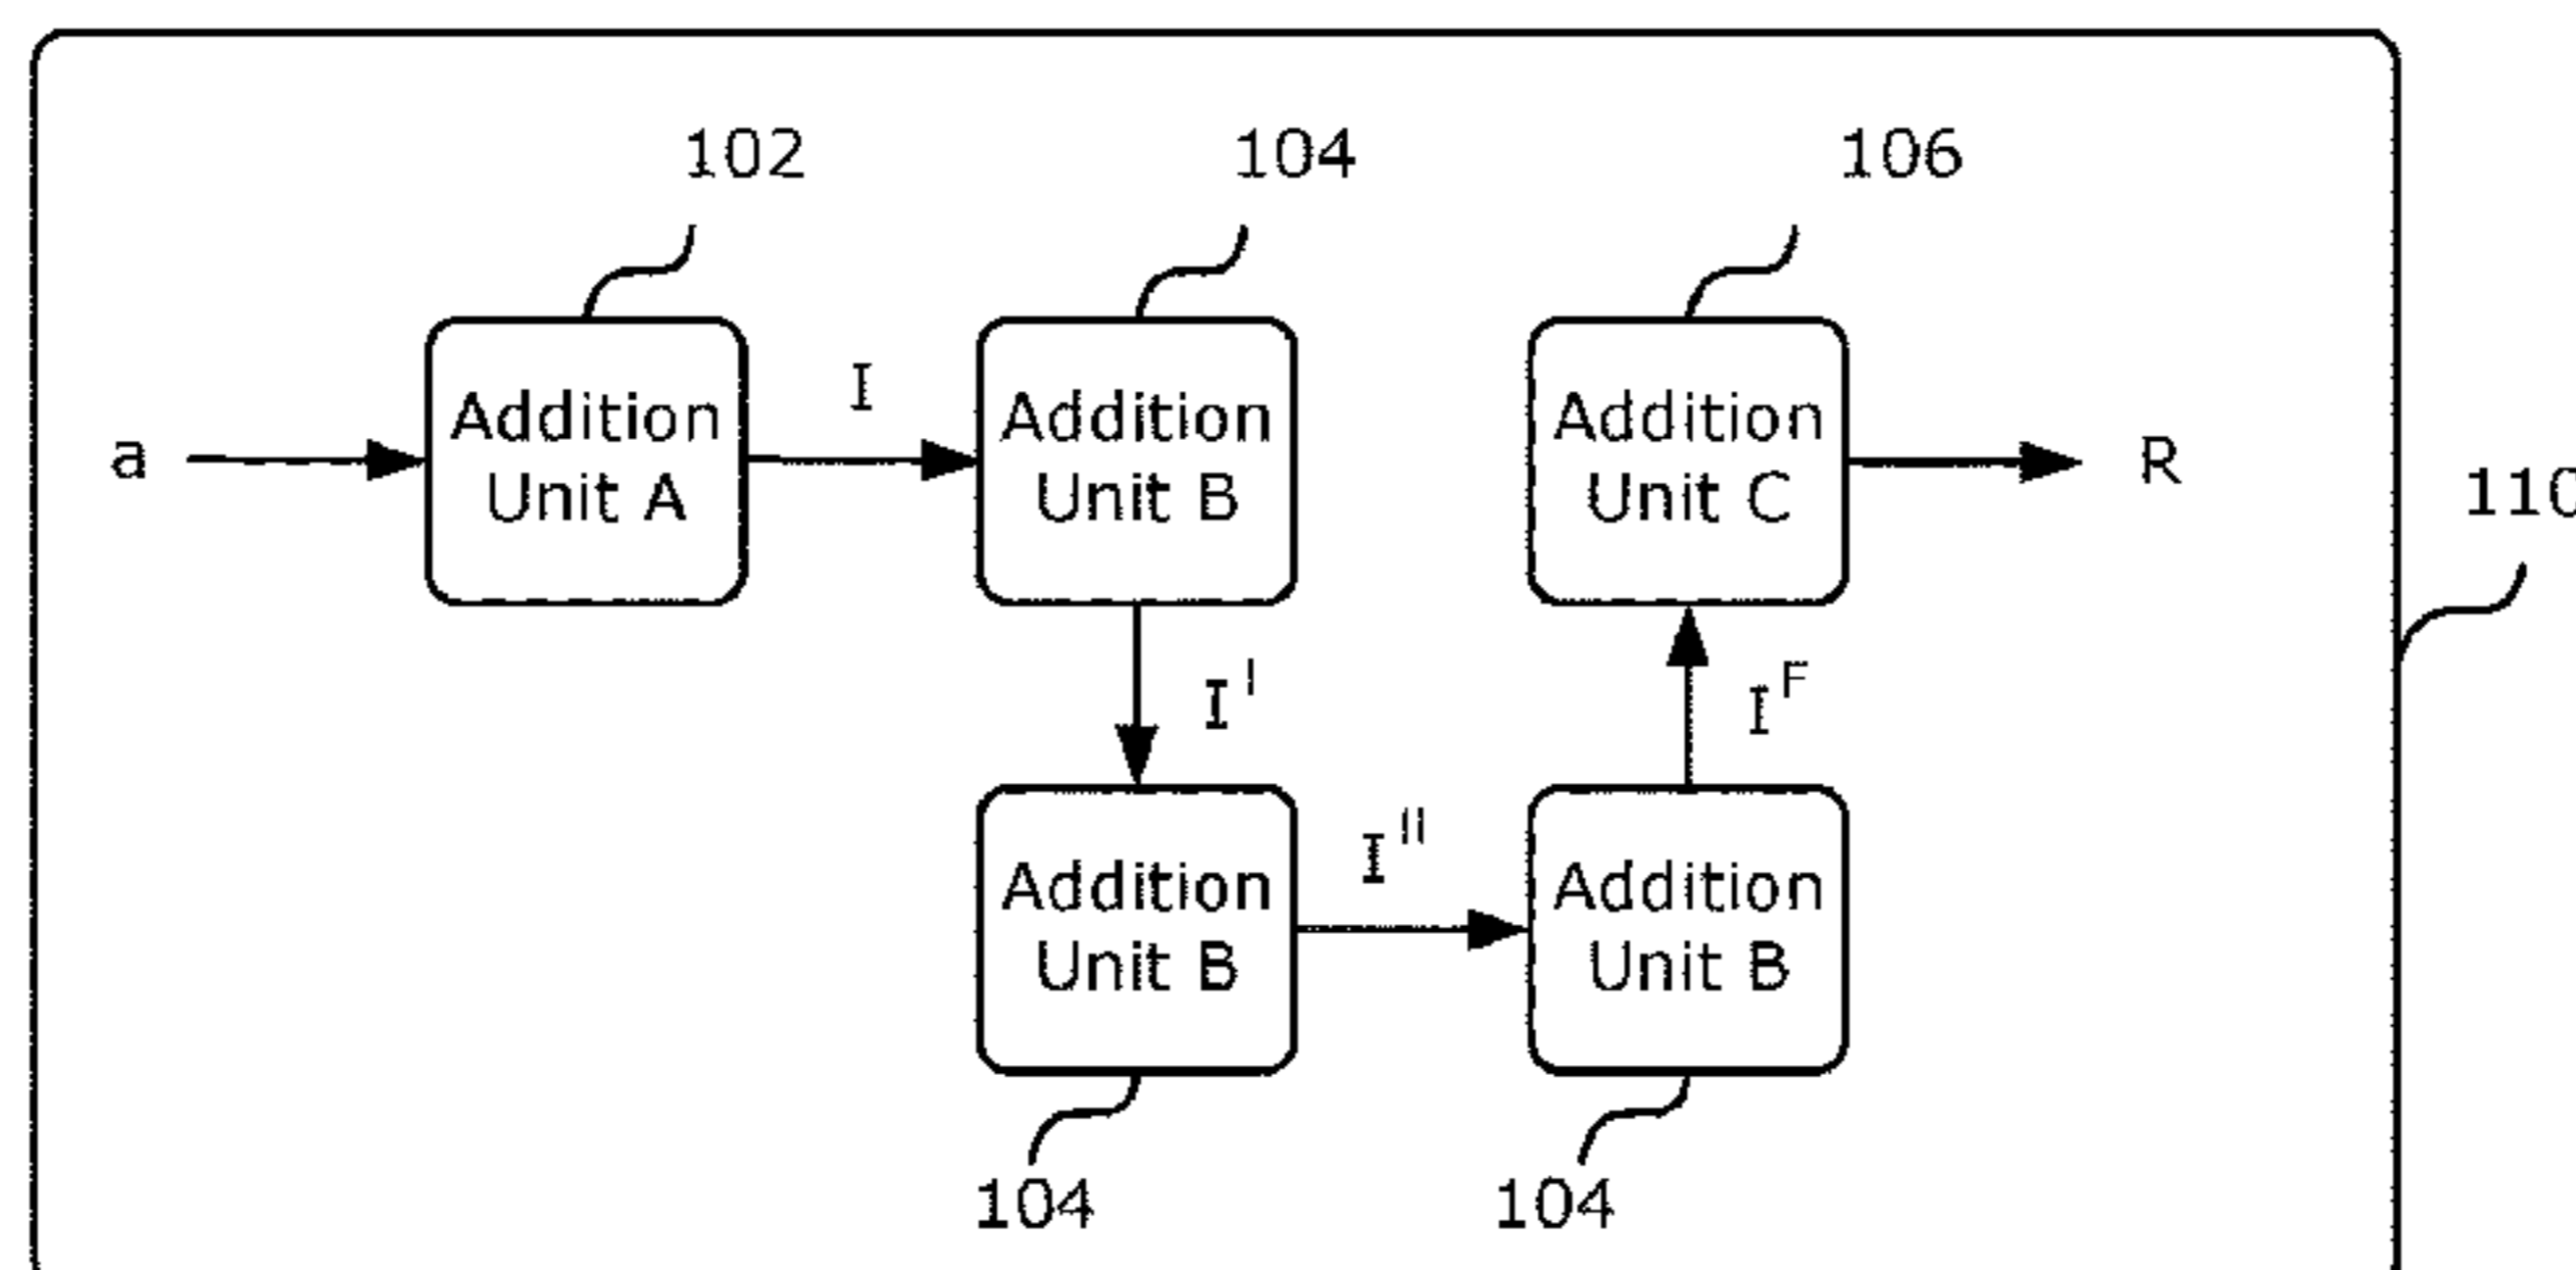 102
104
106
a
Addition
Unit A
I
Addition
Unit B
Addition
Unit C
R
110
I'
I^F
Addition
Unit B
I"
Addition
Unit B
104
104